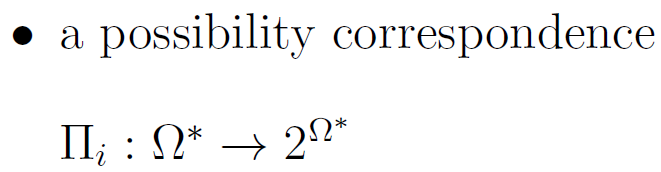 • a possibility correspondence
Πᵢ : Ω* → 2^Ω*